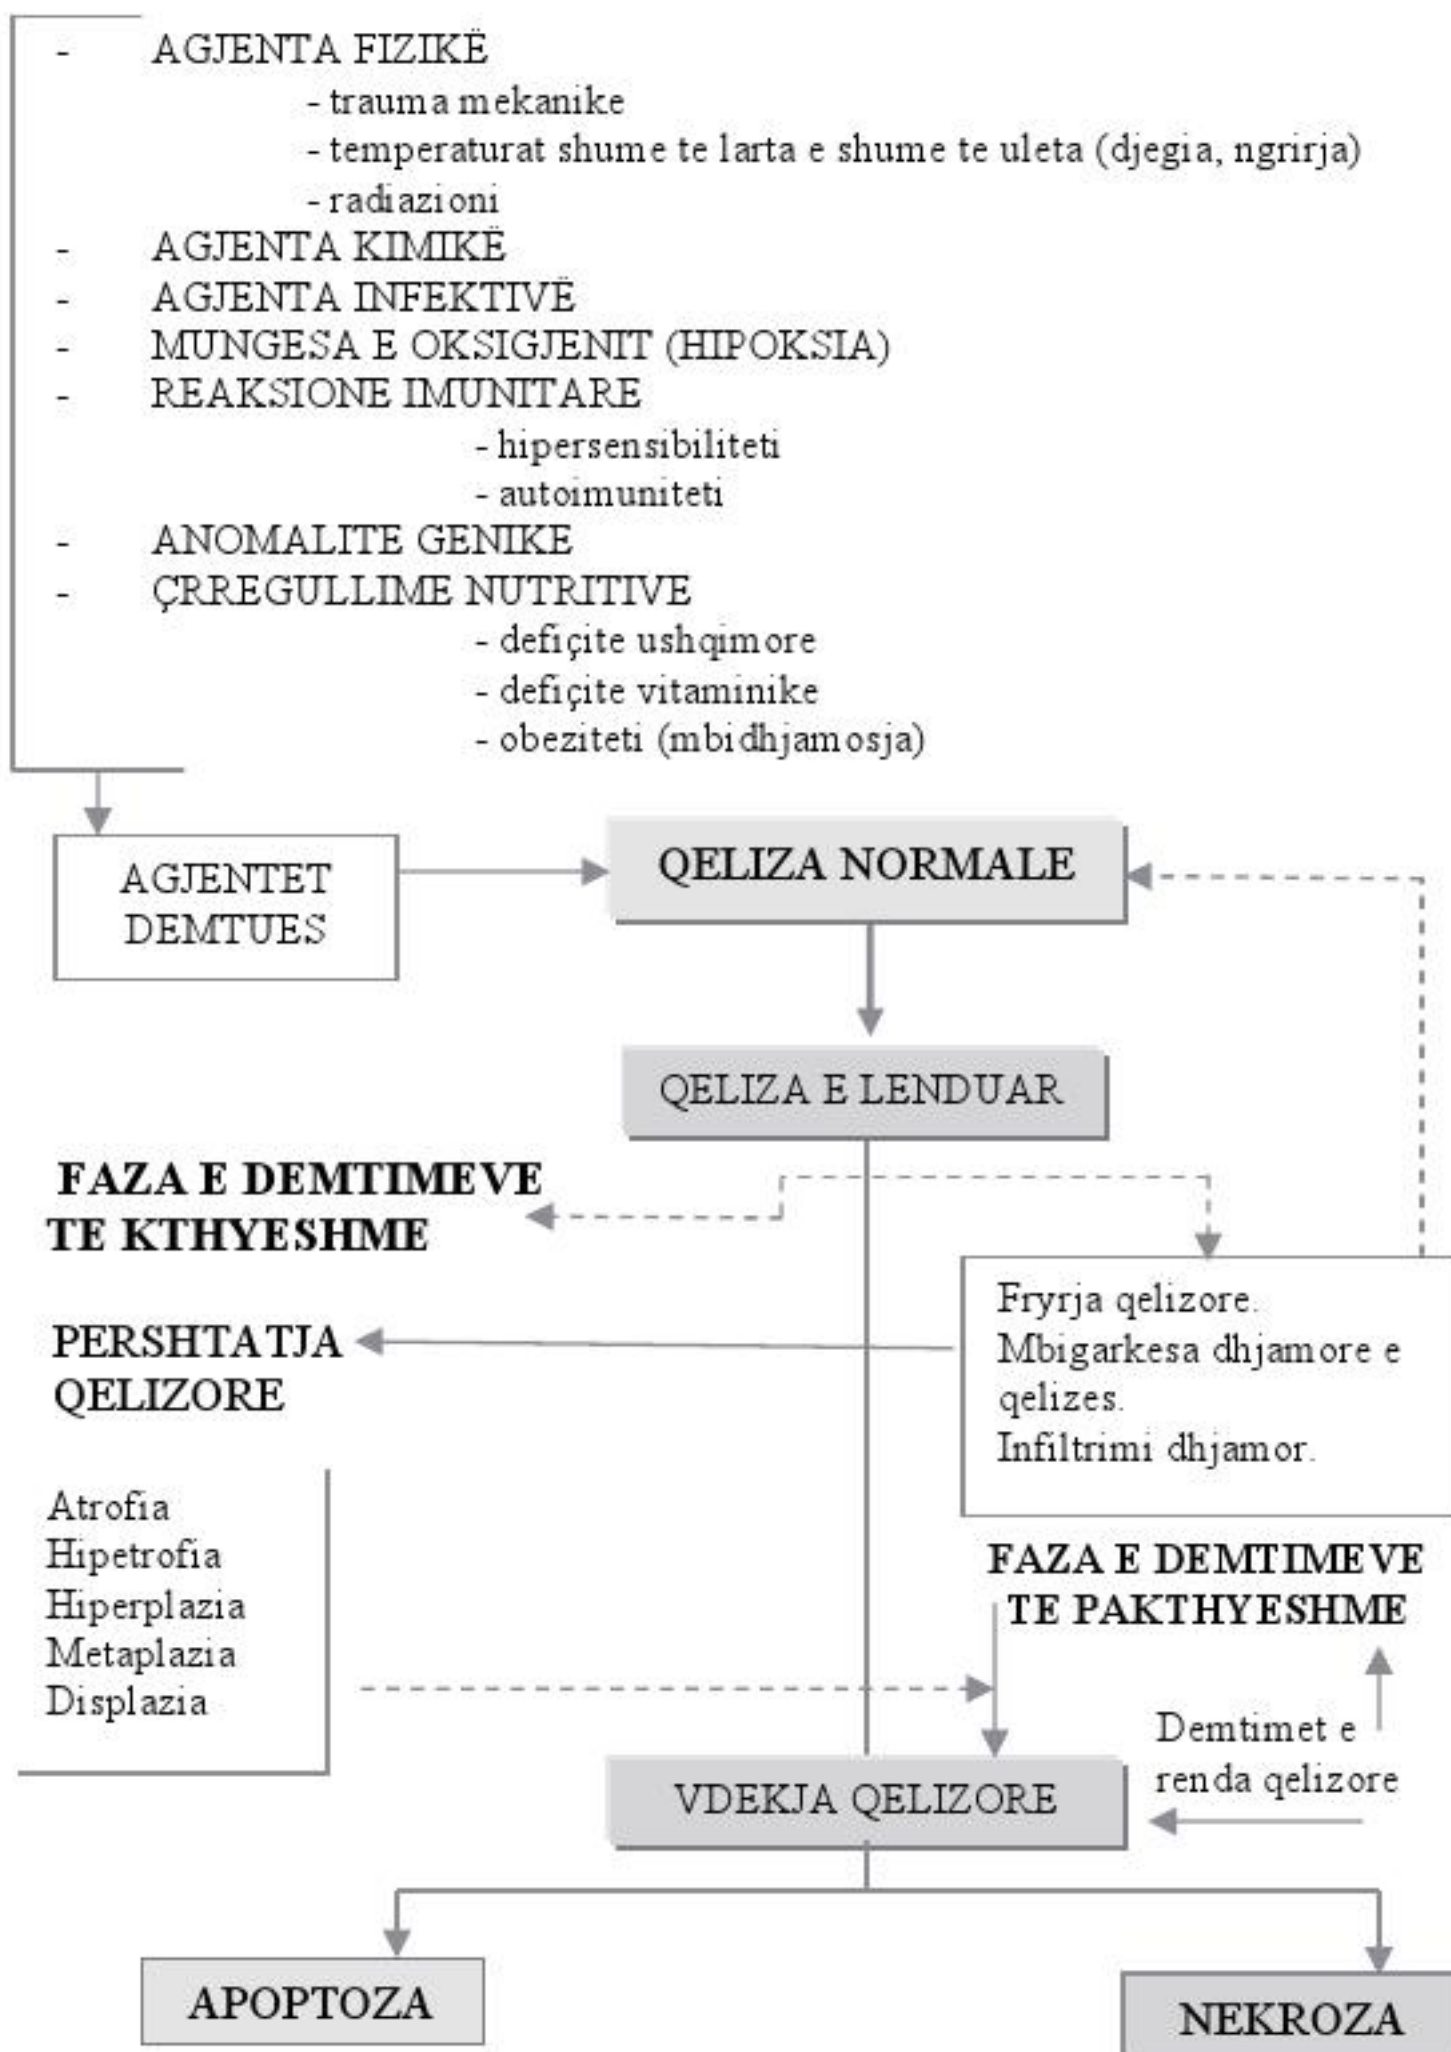 - AGJENTA FIZIKË
- trauma mekanike
- temperaturat shume te larta e shume te uleta (djegia, ngrirja)
- radiazioni
- AGJENTA KIMIKË
- AGJENTA INFEKTIVË
- MUNGESA E OKSIGJENIT (HIPOKSIA)
- REAKSIONE IMUNITARE
- hipersensibiliteti
- autoimuniteti
- ANOMALITE GENIKE
- ÇRREGULLIME NUTRITIVE
- defiçite ushqimore
- defiçite vitaminike
- obeziteti (mbidhjamosja)
AGJENTET
DEMTUES
QELIZA NORMALE
QELIZA E LENDUAR
FAZA E DEMTIMEVE
TE KTHYESHME
Fryrja qelizore.
Mbigarkesa dhjamore e
qelizes.
Infiltrimi dhjamor.
PERSHTATJA
QELIZORE
Atrofia
Hipetrofia
Hiperplazia
Metaplazia
Displazia
FAZA E DEMTIMEVE
TE PAKTHYESHME
Demtimet e
renda qelizore
VDEKJA QELIZORE
APOPTOZA
NEKROZA